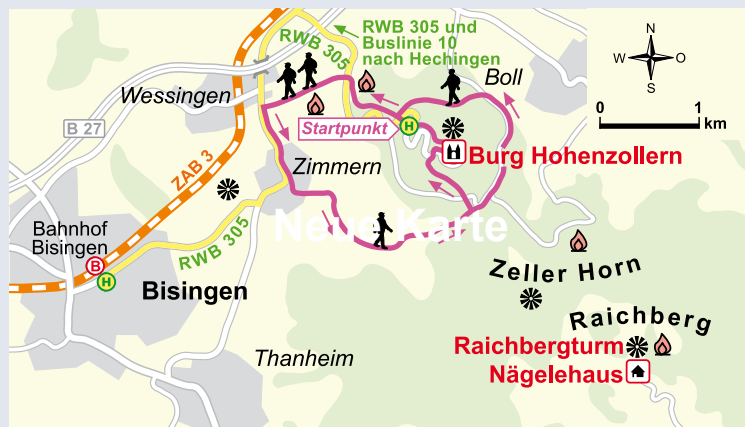 RWB 305 und
Buslinie 10
nach Hechingen
RWB 305
N
W O
S
0 1
km
Wessingen
Boll
B 27
Startpunkt
H
ZAB 3
Zimmern
Burg Hohenzollern
Neue Karte
Bahnhof
Bisingen
B
H
RWB 305
Bisingen
Zeller Horn
Raichberg
Thanheim
Raichbergturm
Nägelehaus